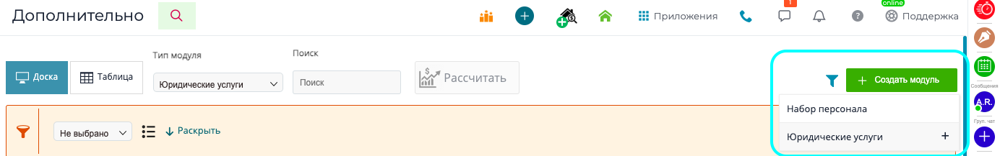 Дополнительно
Приложения
1
?
online
Поддержка
Тип модуля
Поиск
Доска
Таблица
Юридические услуги
Поиск
Рассчитать
Создать модуль
Набор персонала
Юридические услуги +
Не выбрано
Раскрыть
Сообщения
A.R.
Груп. чат